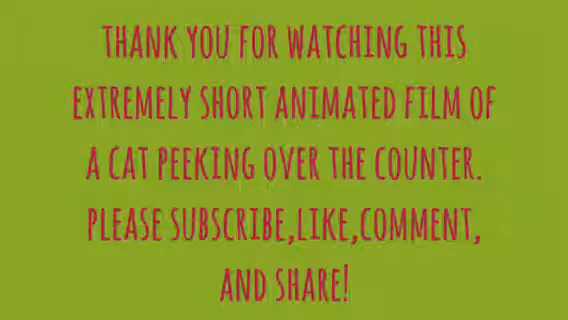 THANK YOU FOR WATCHING THIS
EXTREMELY SHORT ANIMATED FILM OF
A CAT PEEKING OVER THE COUNTER.
PLEASE SUBSCRIBE,LIKE,COMMENT,
AND SHARE!